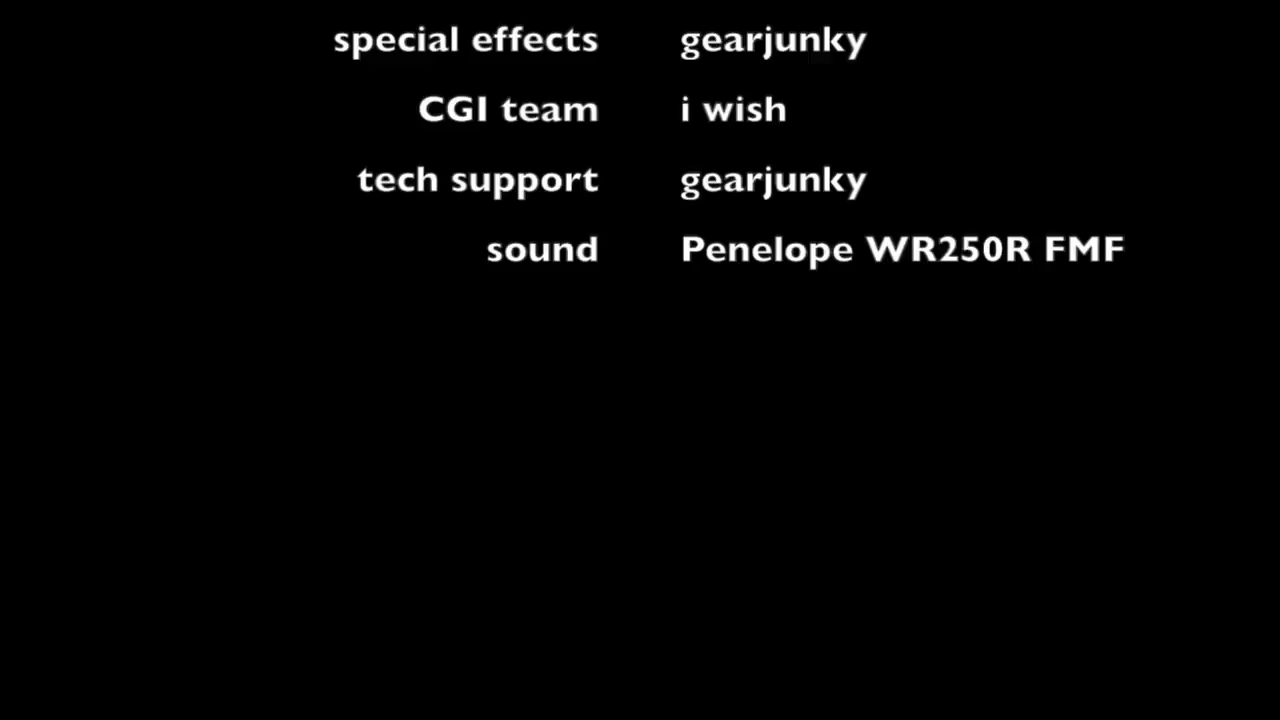 special effects gearjunky
CGI team i wish
tech support gearjunky
sound Penelope WR250R FMF